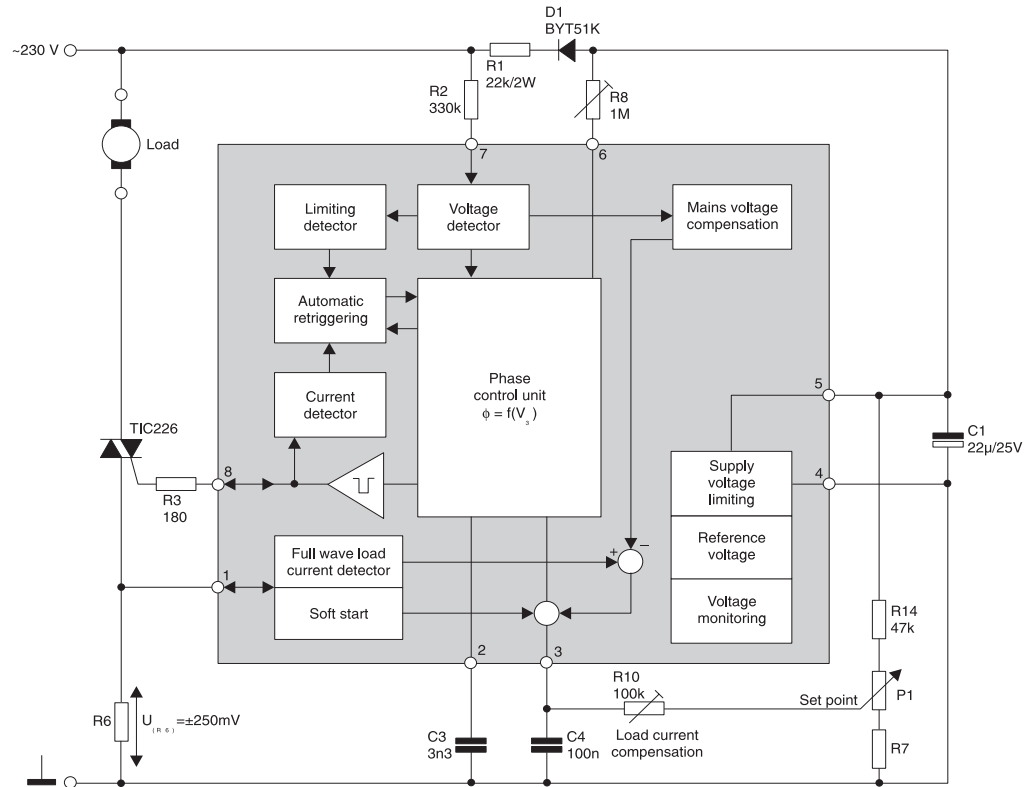 D1
BYT51K
~230 V
R1
22k/2W
R2
330k
R8
1M
Load
7
6
Limiting
detector
Voltage
detector
Mains voltage
compensation
Automatic
retriggering
Phase
control unit
φ = f(V₃)
Current
detector
5
TIC226
C1
22µ/25V
8
4
R3
180
Supply
voltage
limiting
Reference
voltage
Voltage
monitoring
+
−
Full wave load
current detector
1
Soft start
R14
47k
2
3
R10
100k
Set point
P1
R6
U(R6)=±250mV
C3
3n3
C4
100n
Load current
compensation
R7